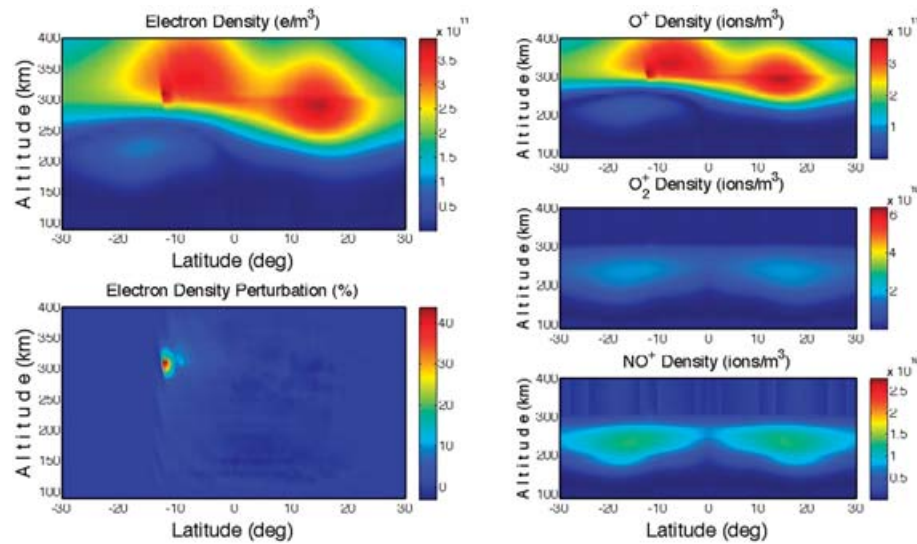 Electron Density (e/m³)
x 10¹¹
400
350
300
250
200
150
100
Altitude (km)
3.5
3
2.5
2
1.5
1
0.5
-30 -20 -10 0 10 20 30
Latitude (deg)
Electron Density Perturbation (%)
400
350
300
250
200
150
100
Altitude (km)
40
30
20
10
0
-30 -20 -10 0 10 20 30
Latitude (deg)
O⁺ Density (ions/m³)
400
300
200
100
Altitude (km)
3
2
1
-30 -20 -10 0 10 20 30
O₂⁺ Density (ions/m³)
400
300
200
100
Altitude (km)
6
4
2
-30 -20 -10 0 10 20 30
NO⁺ Density (ions/m³)
400
300
200
100
Altitude (km)
2.5
2
1.5
1
0.5
-30 -20 -10 0 10 20 30
Latitude (deg)